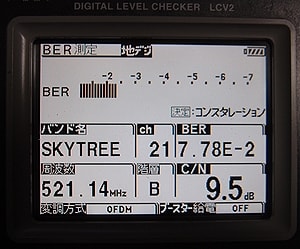 DIGITAL LEVEL CHECKER LCV2
BER測定 地デジ
-2 . -3 . -4 . -5 . -6 . -7
BER
決定:コンスタレーション
バンド名 ch BER
SKYTREE 21 7.78E-2
周波数 階層 C/N
521.14MHz B 9.5dB
変調方式 OFDM ブースター給電 OFF